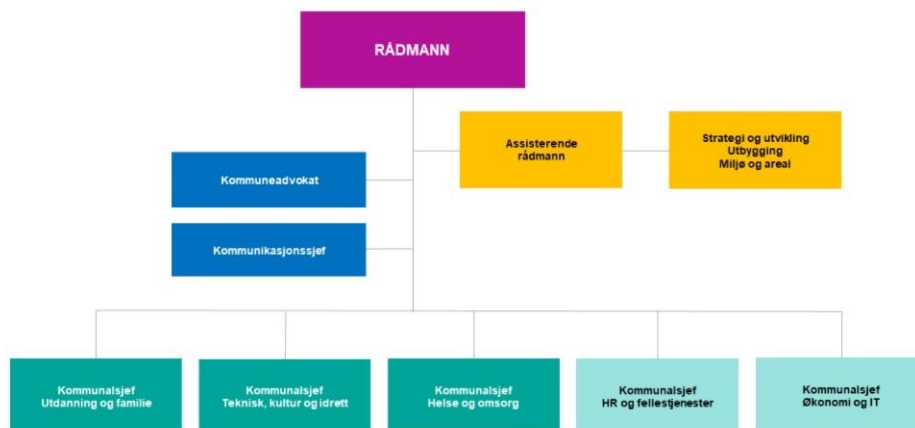 RÅDMANN
Assisterende
rådmann
Strategi og utvikling
Utbygging
Miljø og areal
Kommuneadvokat
Kommunikasjonssjef
Kommunalsjef
Utdanning og familie
Kommunalsjef
Teknisk, kultur og idrett
Kommunalsjef
Helse og omsorg
Kommunalsjef
HR og fellestjenester
Kommunalsjef
Økonomi og IT